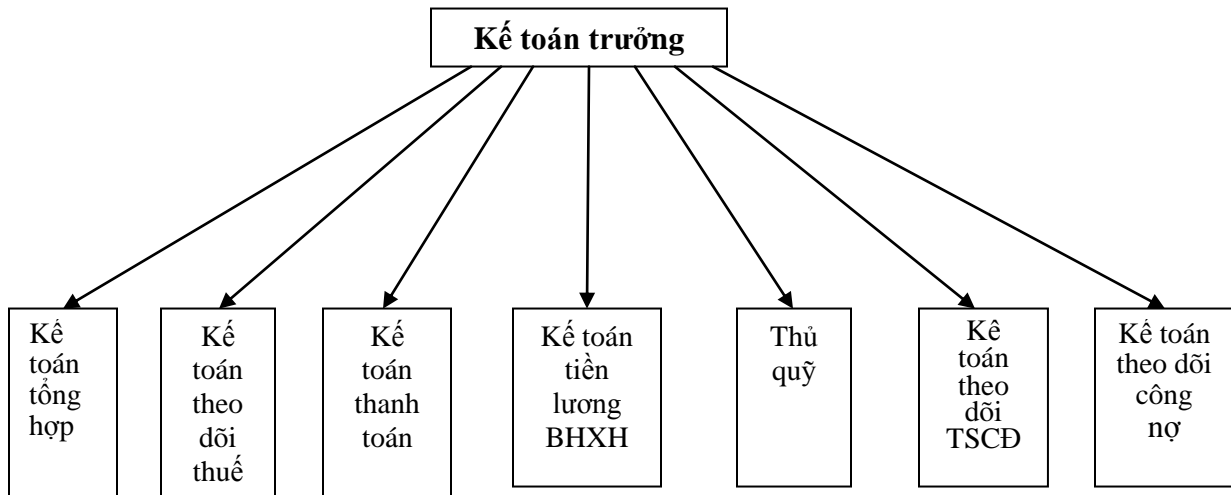 Kế toán trưởng
Kế
toán
tổng
hợp
Kế
toán
theo
dõi
thuế
Kế
toán
thanh
toán
Kế toán
tiền
lương
BHXH
Thủ
quỹ
Kê
toán
theo
dõi
TSCĐ
Kế toán
theo dõi
công
nợ